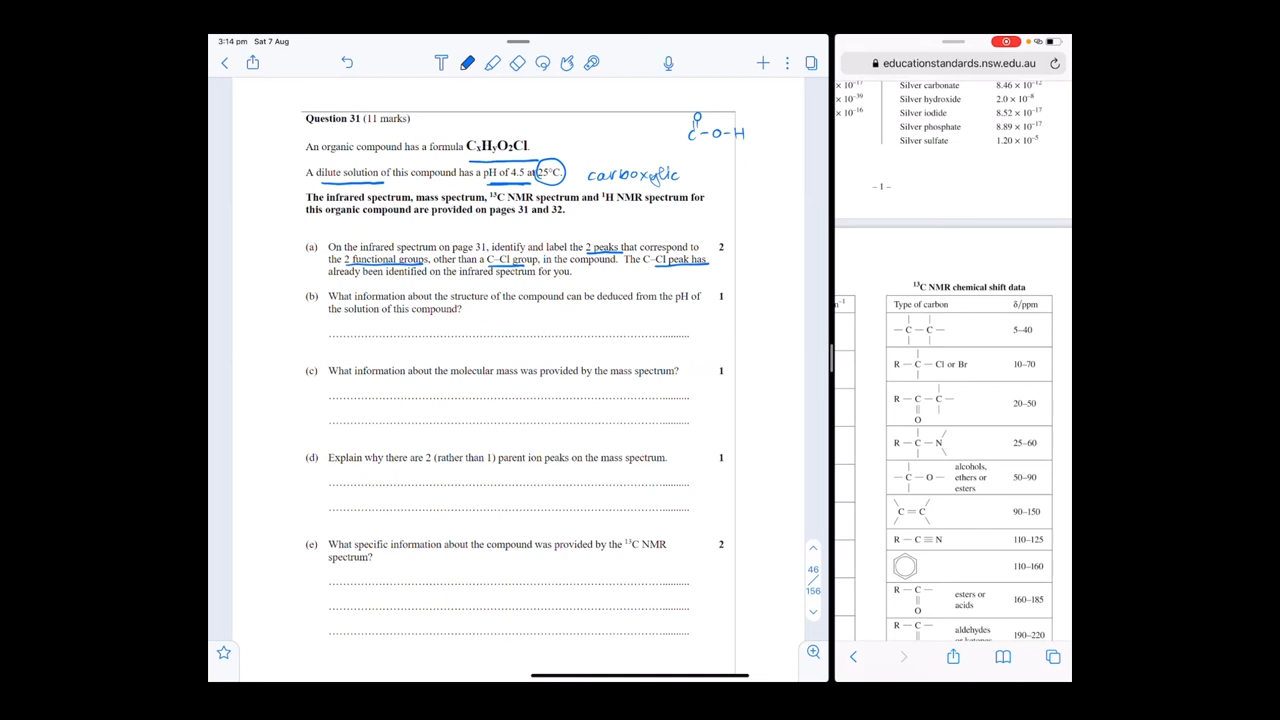 3:14 pm Sat 7 Aug
educationstandards.nsw.edu.au
Question 31 (11 marks)
O
C-O-H
An organic compound has a formula CₓHᵧO₂Cl.
A dilute solution of this compound has a pH of 4.5 at 25°C.
carboxylic
The infrared spectrum, mass spectrum, ¹³C NMR spectrum and ¹H NMR spectrum for
this organic compound are provided on pages 31 and 32.
(a) On the infrared spectrum on page 31, identify and label the 2 peaks that correspond to 2
the 2 functional groups, other than a C–Cl group, in the compound. The C–Cl peak has
already been identified on the infrared spectrum for you.
(b) What information about the structure of the compound can be deduced from the pH of 1
the solution of this compound?
(c) What information about the molecular mass was provided by the mass spectrum? 1
(d) Explain why there are 2 (rather than 1) parent ion peaks on the mass spectrum. 1
(e) What specific information about the compound was provided by the ¹³C NMR 2
spectrum?
46
156
Silver carbonate 8.46 × 10⁻¹²
× 10⁻³⁹ Silver hydroxide 2.0 × 10⁻⁸
× 10⁻¹⁶ Silver iodide 8.52 × 10⁻¹⁷
Silver phosphate 8.89 × 10⁻¹⁷
Silver sulfate 1.20 × 10⁻⁵
– 1 –
¹³C NMR chemical shift data
Type of carbon δ/ppm
C C 5–40
R C Cl or Br 10–70
R C C 20–50
O
R C N 25–60
C O alcohols, ethers or esters 50–90
C C 90–150
R C N 110–125
110–160
R C esters or acids 160–185
O
R C aldehydes 190–220